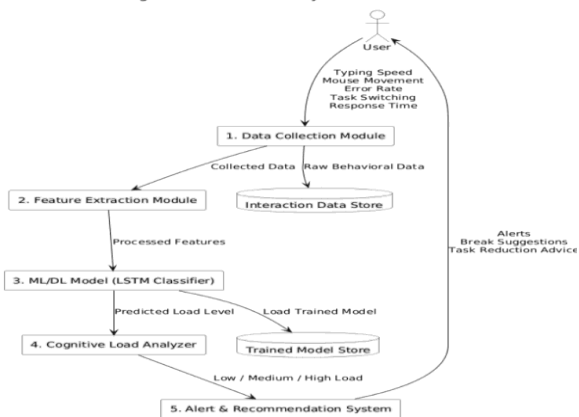 User
Typing Speed
Mouse Movement
Error Rate
Task Switching
Response Time
1. Data Collection Module
Collected Data
Raw Behavioral Data
2. Feature Extraction Module
Interaction Data Store
Processed Features
Alerts
Break Suggestions
Task Reduction Advice
3. ML/DL Model (LSTM Classifier)
Predicted Load Level
Load Trained Model
4. Cognitive Load Analyzer
Trained Model Store
Low / Medium / High Load
5. Alert & Recommendation System